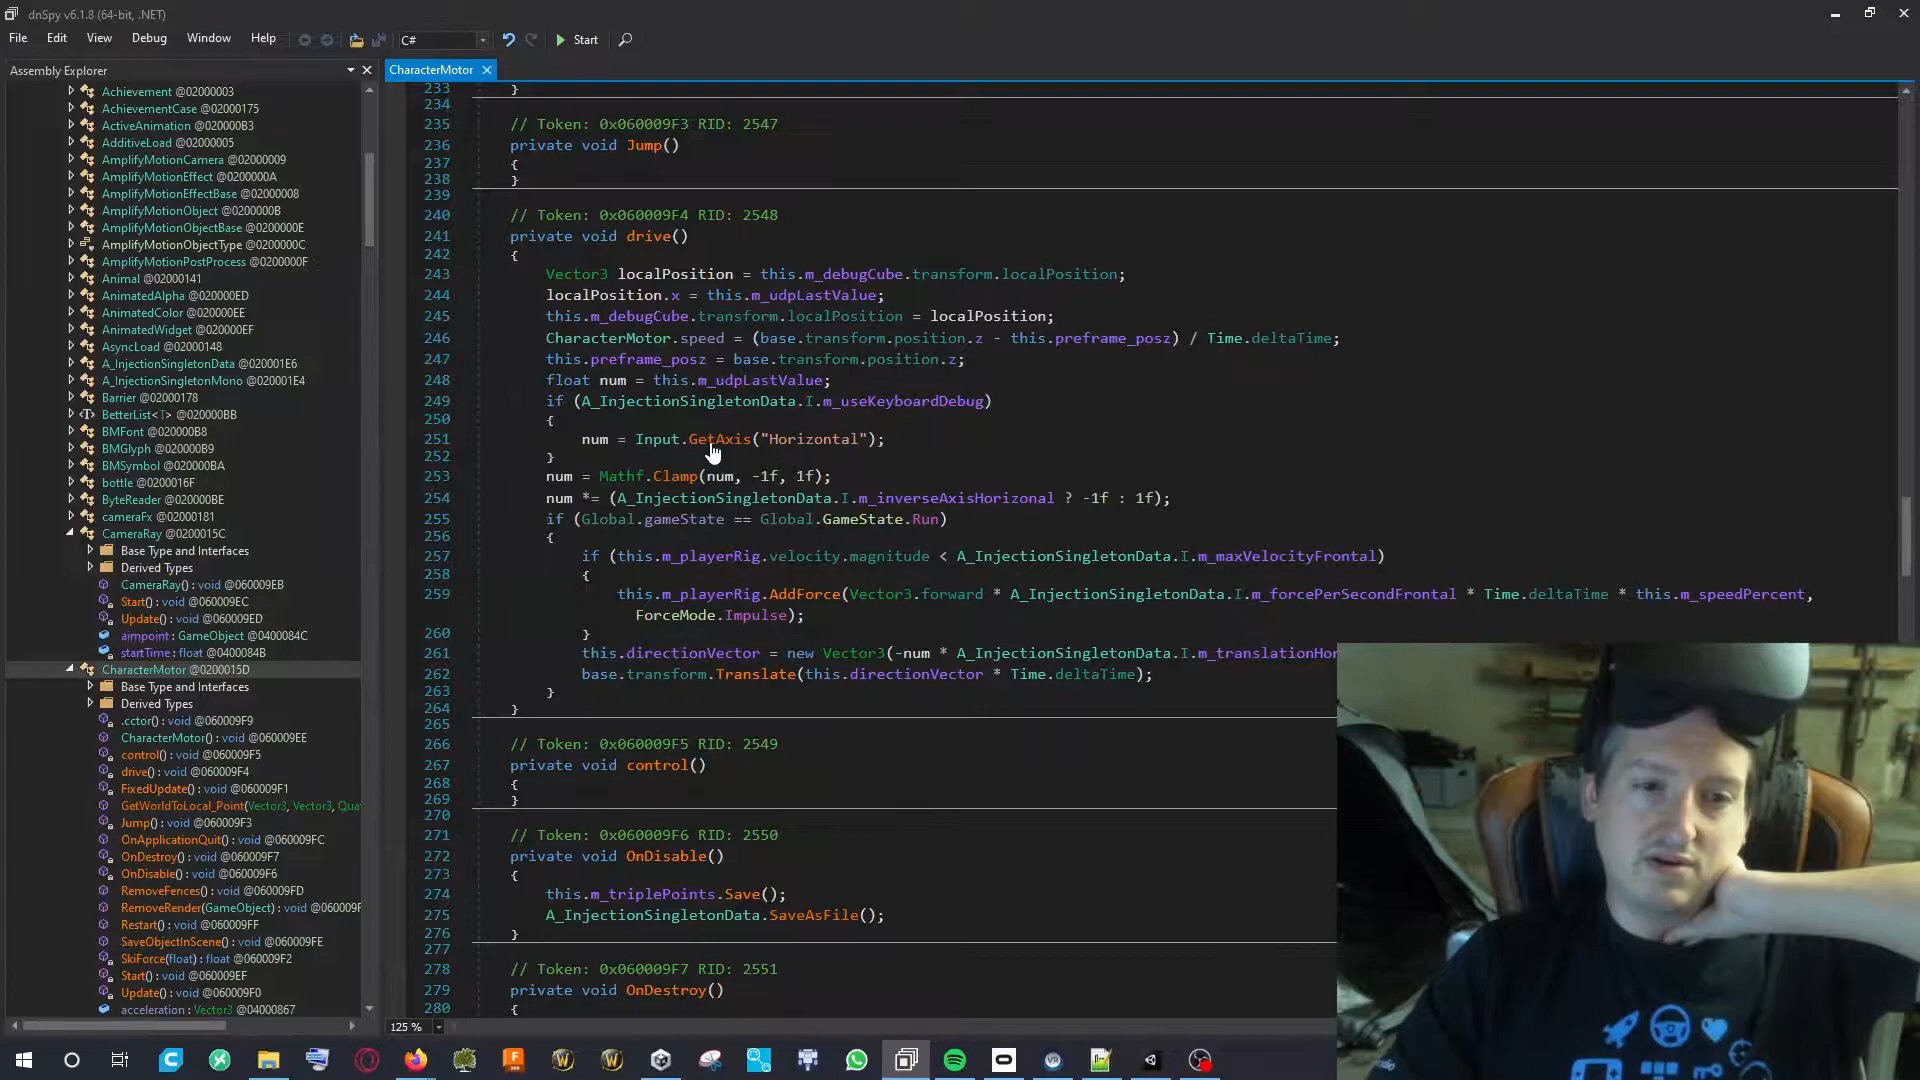 dnSpy v6.1.8 (64-bit, .NET)
File Edit View Debug Window Help C# Start
Assembly Explorer
CharacterMotor
Achievement @02000003
AchievementCase @02000175
ActiveAnimation @020000B3
AdditiveLoad @02000005
AmplifyMotionCamera @02000009
AmplifyMotionEffect @0200000A
AmplifyMotionEffectBase @02000008
AmplifyMotionObject @0200000B
AmplifyMotionObjectBase @0200000E
AmplifyMotionObjectType @0200000C
AmplifyMotionPostProcess @0200000F
Animal @02000141
AnimatedAlpha @020000ED
AnimatedColor @020000EE
AnimatedWidget @020000EF
AsyncLoad @02000148
A_InjectionSingletonData @020001E6
A_InjectionSingletonMono @020001E4
Barrier @02000178
BetterList<T> @020000BB
BMFont @020000B8
BMGlyph @020000B9
BMSymbol @020000BA
bottle @0200016F
ByteReader @020000BE
cameraFx @02000181
CameraRay @0200015C
Base Type and Interfaces
Derived Types
CameraRay() : void @060009EB
Start() : void @060009EC
Update() : void @060009ED
aimpoint : GameObject @0400084C
startTime : float @0400084B
CharacterMotor @0200015D
Base Type and Interfaces
Derived Types
.cctor() : void @060009F9
CharacterMotor() : void @060009EE
control() : void @060009F5
drive() : void @060009F4
FixedUpdate() : void @060009F1
GetWorldToLocal_Point(Vector3, Vector3, Qua
Jump() : void @060009F3
OnApplicationQuit() : void @060009FC
OnDestroy() : void @060009F7
OnDisable() : void @060009F6
RemoveFences() : void @060009FD
RemoveRender(GameObject) : void @060009F
Restart() : void @060009FF
SaveObjectInScene() : void @060009FE
SkiForce(float) : float @060009F2
Start() : void @060009EF
Update() : void @060009F0
acceleration : Vector3 @04000867
233 }
234
235 // Token: 0x060009F3 RID: 2547
236 private void Jump()
237 {
238 }
239
240 // Token: 0x060009F4 RID: 2548
241 private void drive()
242 {
243 Vector3 localPosition = this.m_debugCube.transform.localPosition;
244 localPosition.x = this.m_udpLastValue;
245 this.m_debugCube.transform.localPosition = localPosition;
246 CharacterMotor.speed = (base.transform.position.z - this.preframe_posz) / Time.deltaTime;
247 this.preframe_posz = base.transform.position.z;
248 float num = this.m_udpLastValue;
249 if (A_InjectionSingletonData.I.m_useKeyboardDebug)
250 {
251 num = Input.GetAxis("Horizontal");
252 }
253 num = Mathf.Clamp(num, -1f, 1f);
254 num *= (A_InjectionSingletonData.I.m_inverseAxisHorizonal ? -1f : 1f);
255 if (Global.gameState == Global.GameState.Run)
256 {
257 if (this.m_playerRig.velocity.magnitude < A_InjectionSingletonData.I.m_maxVelocityFrontal)
258 {
259 this.m_playerRig.AddForce(Vector3.forward * A_InjectionSingletonData.I.m_forcePerSecondFrontal * Time.deltaTime * this.m_speedPercent,
ForceMode.Impulse);
260 }
261 this.directionVector = new Vector3(-num * A_InjectionSingletonData.I.m_translationHor
262 base.transform.Translate(this.directionVector * Time.deltaTime);
263 }
264 }
265
266 // Token: 0x060009F5 RID: 2549
267 private void control()
268 {
269 }
270
271 // Token: 0x060009F6 RID: 2550
272 private void OnDisable()
273 {
274 this.m_triplePoints.Save();
275 A_InjectionSingletonData.SaveAsFile();
276 }
277
278 // Token: 0x060009F7 RID: 2551
279 private void OnDestroy()
280 {
125 %